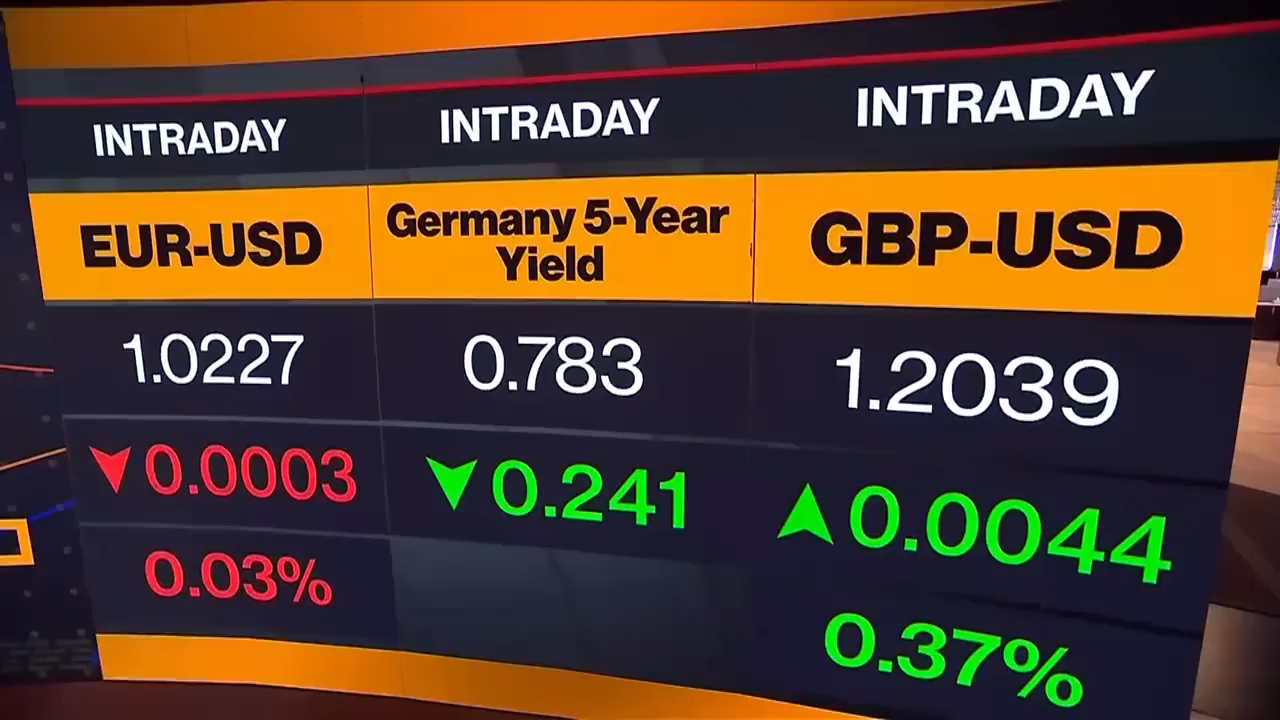 INTRADAY
INTRADAY
INTRADAY
EUR-USD
Germany 5-Year
Yield
GBP-USD
1.0227
0.783
1.2039
▼0.0003
▼0.241
▲0.0044
0.03%
0.37%